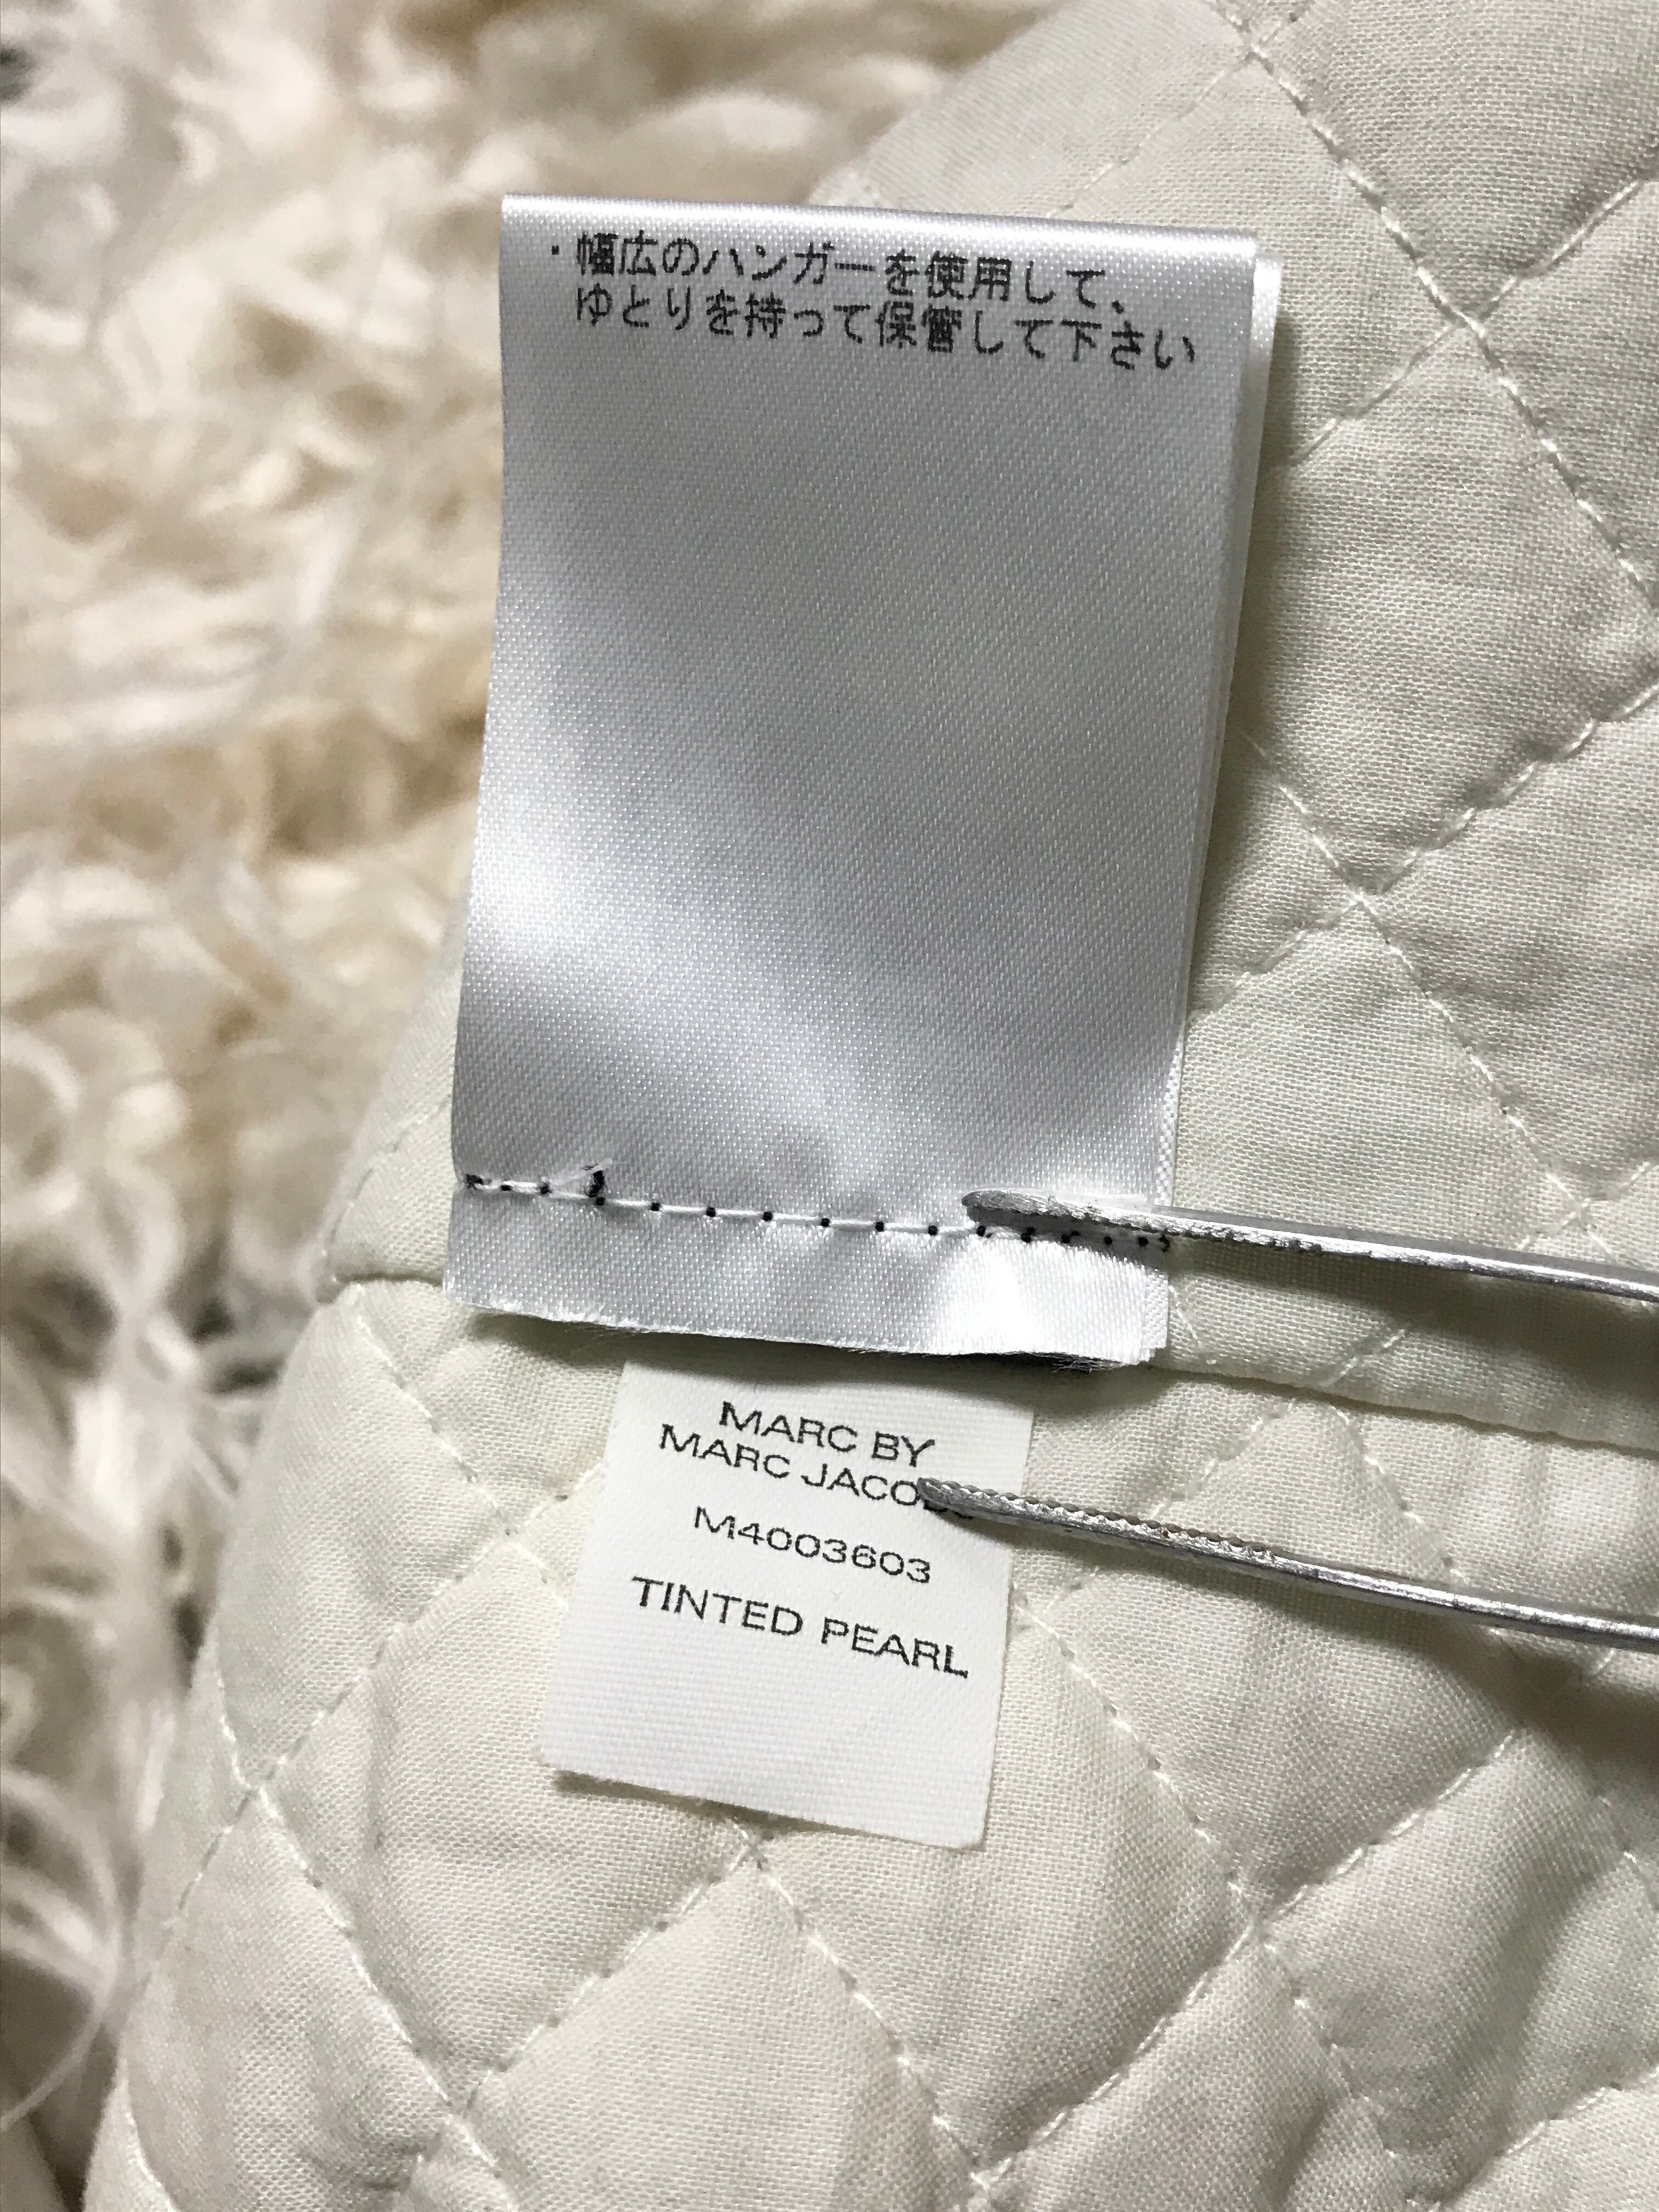 ・幅広のハンガーを使用して、
ゆとりを持って保管して下さい
MARC BY
MARC JACOBS
M4003603
TINTED PEARL